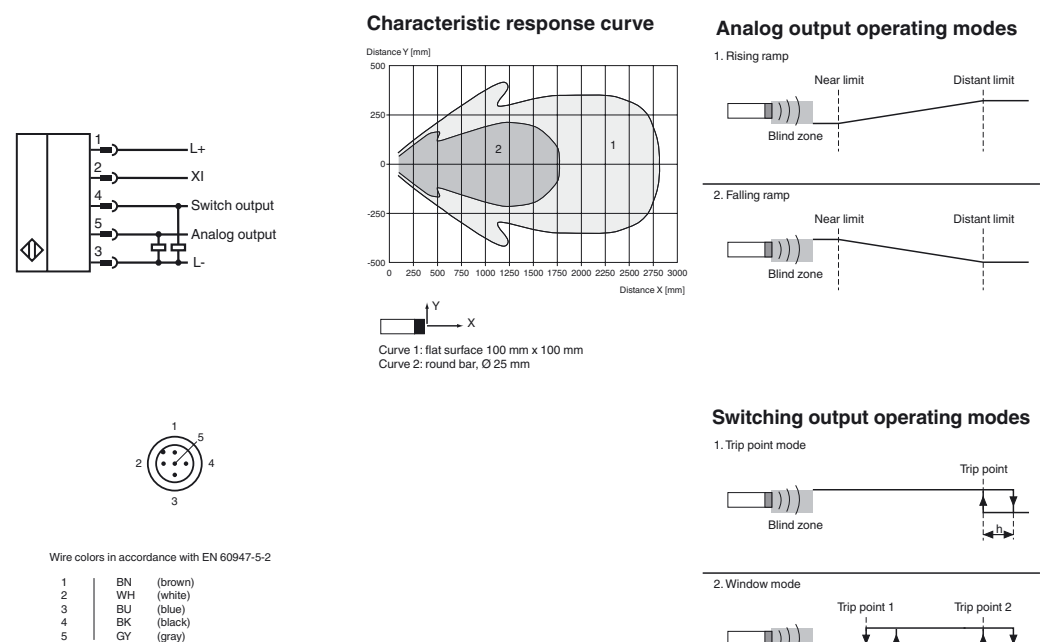 1
L+
2
XI
4
Switch output
5
Analog output
3
L-
1
5
2
4
3
Wire colors in accordance with EN 60947-5-2
1 BN (brown)
2 WH (white)
3 BU (blue)
4 BK (black)
5 GY (gray)
Characteristic response curve
Distance Y [mm]
500
250
0
-250
-500
2
1
0 250 500 750 1000 1250 1500 1750 2000 2250 2500 2750 3000
Distance X [mm]
Y
X
Curve 1: flat surface 100 mm x 100 mm
Curve 2: round bar, Ø 25 mm
Analog output operating modes
1. Rising ramp
Near limit Distant limit
Blind zone
2. Falling ramp
Near limit Distant limit
Blind zone
Switching output operating modes
1. Trip point mode
Trip point
Blind zone
h
2. Window mode
Trip point 1 Trip point 2